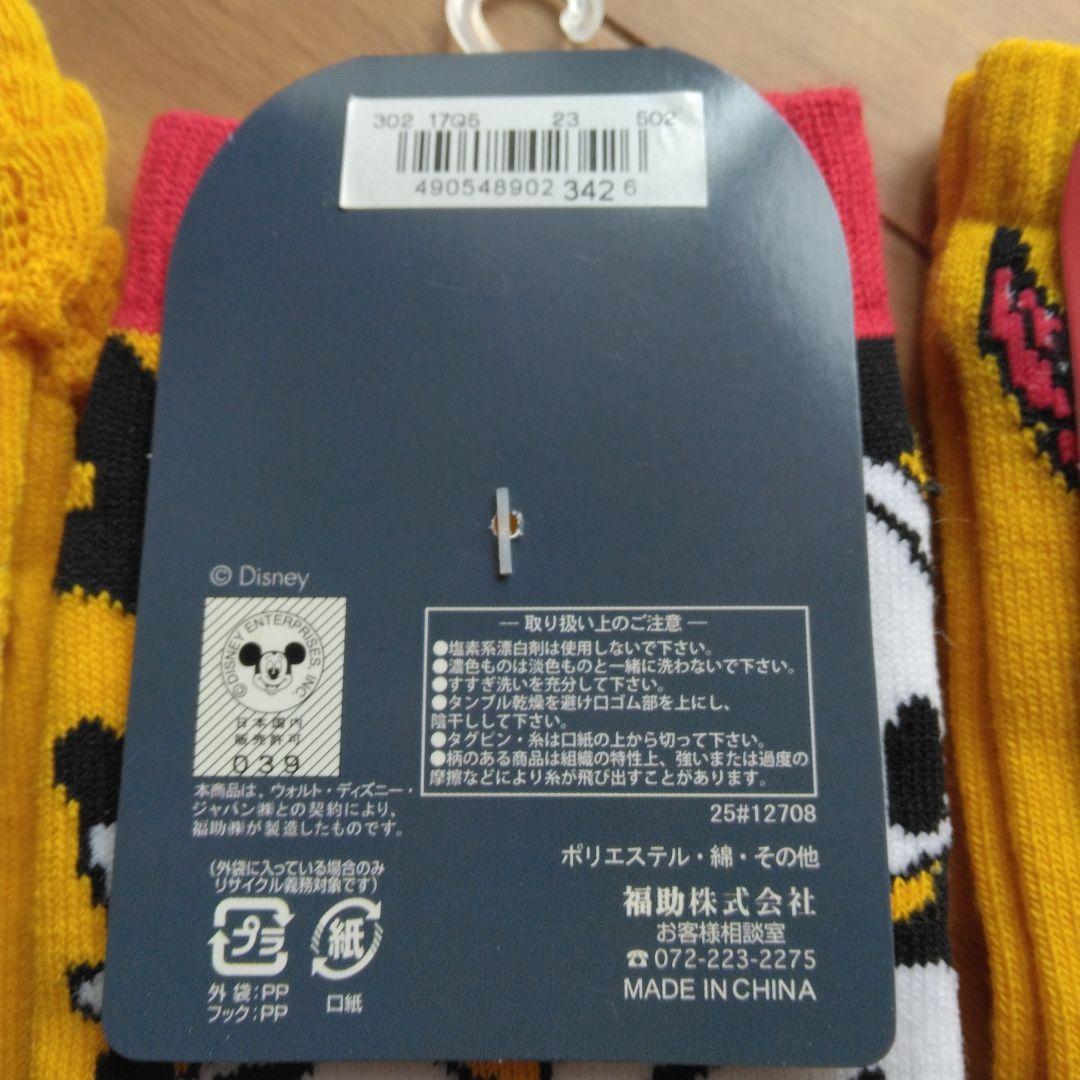 302 17Q5 23 502
490548902 342 6
© Disney
©DISNEY ENTERPRISES, INC.
日本国内
販売許可
039
本商品は、ウォルト・ディズニー・
ジャパン㈱との契約により、
福助㈱が製造したものです。
― 取り扱い上のご注意 ―
●塩素系漂白剤は使用しないで下さい。
●濃色ものは淡色ものと一緒に洗わないで下さい。
●すすぎ洗いを充分して下さい。
●タンブル乾燥を避け口ゴム部を上にし、
陰干しして下さい。
●タグピン・糸は口紙の上から切って下さい。
●柄のある商品は組織の特性上、強いまたは過度の
摩擦などにより糸が飛び出すことがあります。
25#12708
ポリエステル・綿・その他
福助株式会社
お客様相談室
☎072-223-2275
MADE IN CHINA
(外袋に入っている場合のみ
リサイクル義務対象です)
プラ
紙
外袋:PP
フック:PP
口紙